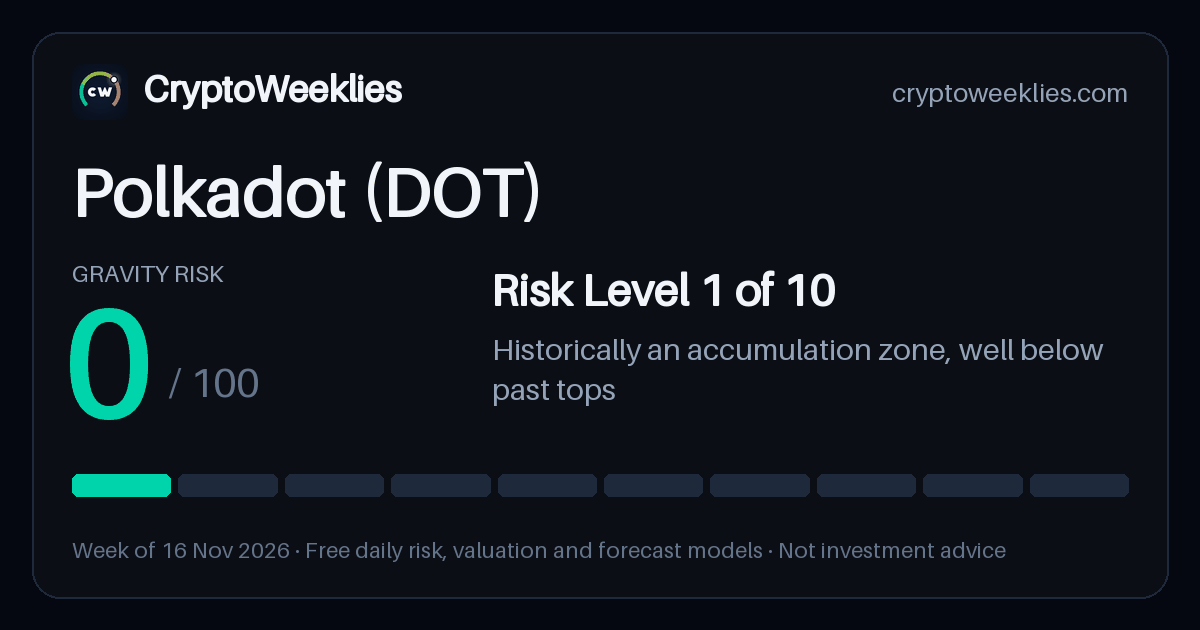 CW
CryptoWeeklies
cryptoweeklies.com
Polkadot (DOT)
GRAVITY RISK
0 / 100
Risk Level 1 of 10
Historically an accumulation zone, well below
past tops
Week of 16 Nov 2026 · Free daily risk, valuation and forecast models · Not investment advice